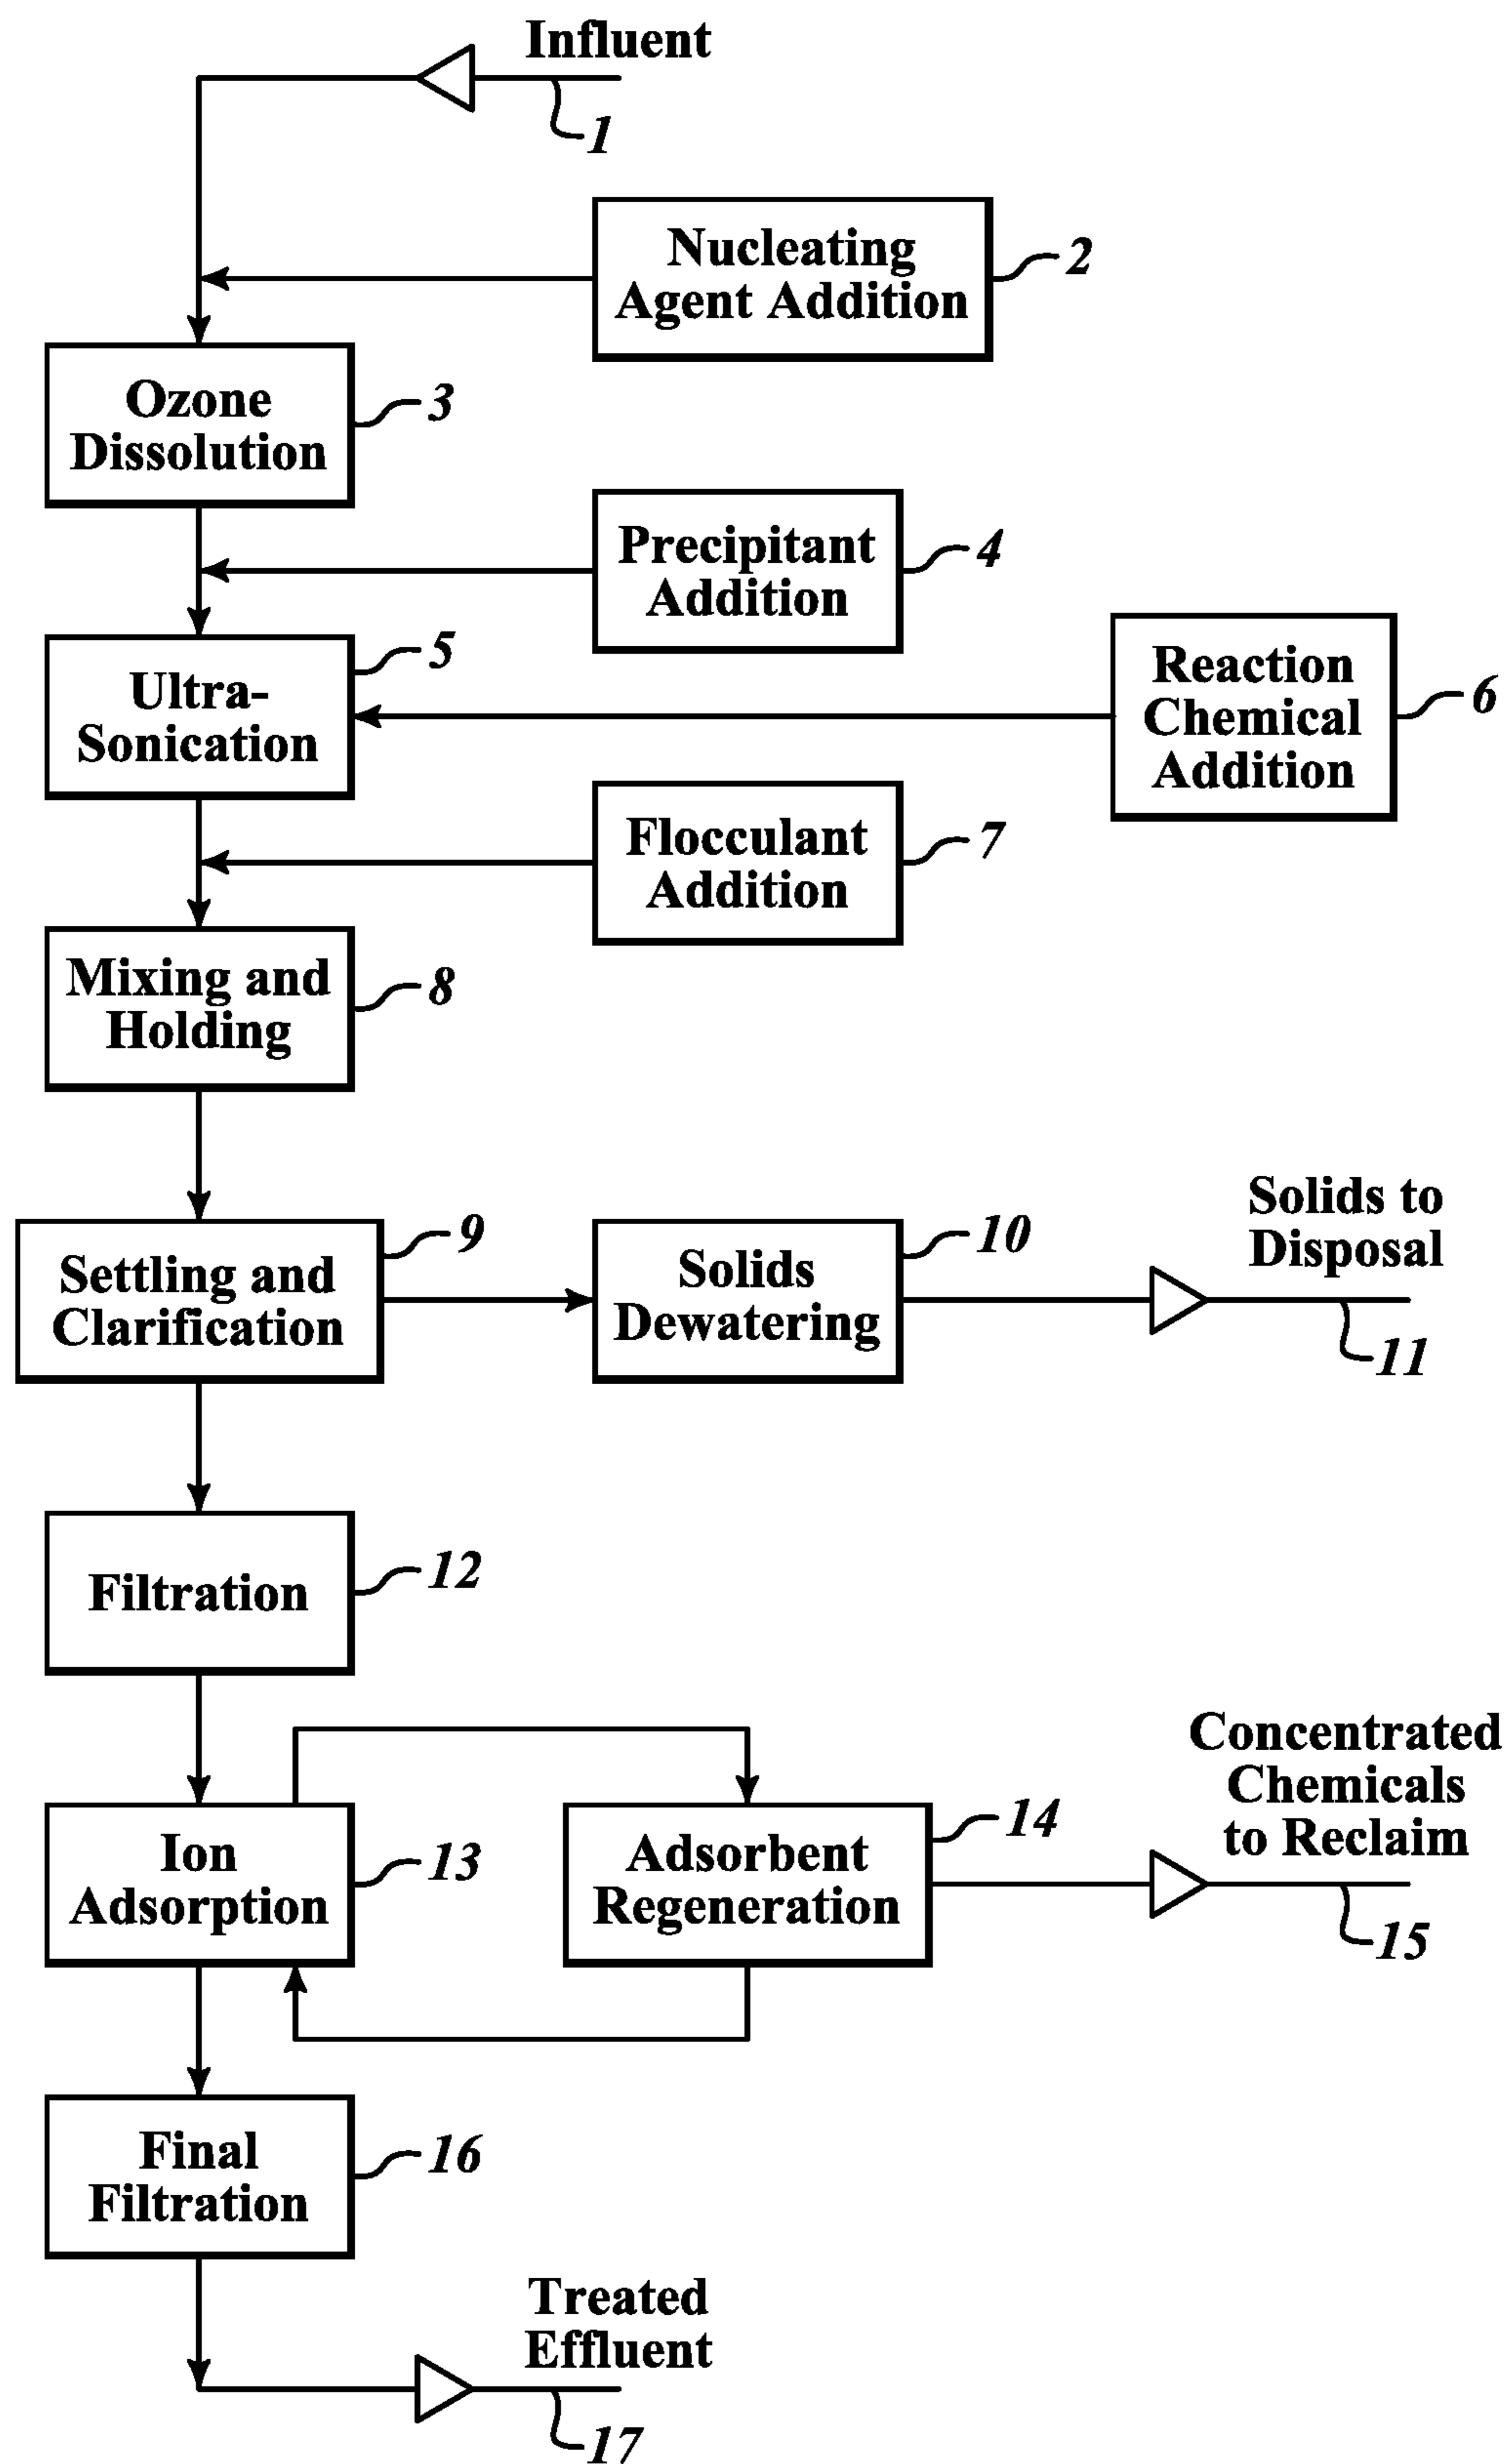 Influent
1
Nucleating
Agent Addition
2
Ozone
Dissolution
3
Precipitant
Addition
4
Ultra-
Sonication
5
Reaction
Chemical
Addition
6
Flocculant
Addition
7
Mixing and
Holding
8
Settling and
Clarification
9
Solids
Dewatering
10
Solids to
Disposal
11
Filtration
12
Ion
Adsorption
13
Adsorbent
Regeneration
14
Concentrated
Chemicals
to Reclaim
15
Final
Filtration
16
Treated
Effluent
17